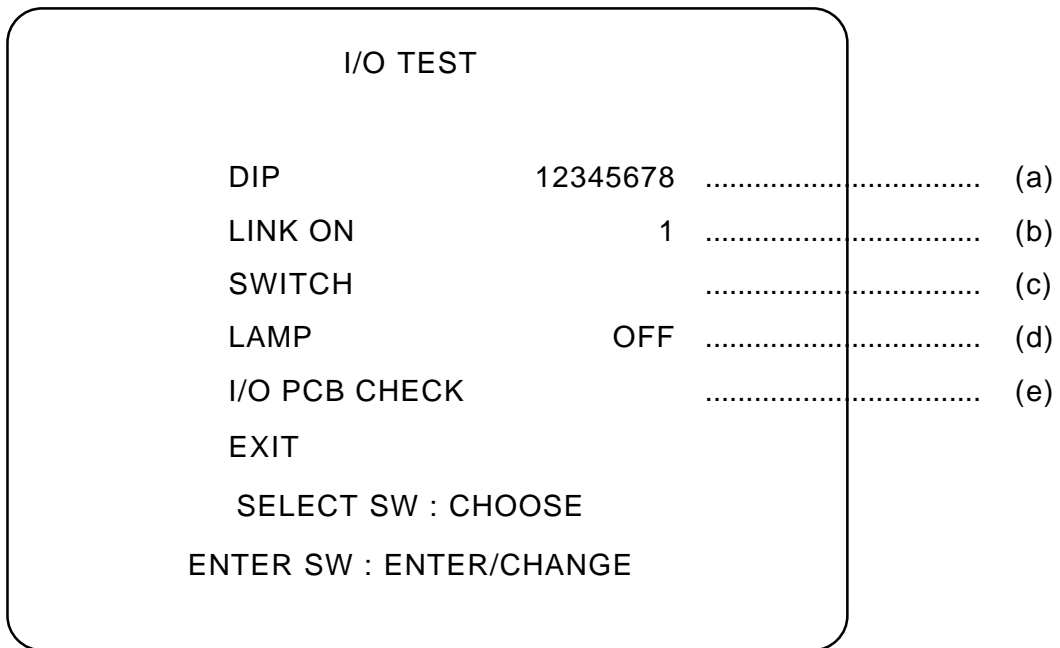 I/O TEST
DIP 12345678 .................................. (a)
LINK ON 1 .................................. (b)
SWITCH .................................. (c)
LAMP OFF .................................. (d)
I/O PCB CHECK .................................. (e)
EXIT
SELECT SW : CHOOSE
ENTER SW : ENTER/CHANGE